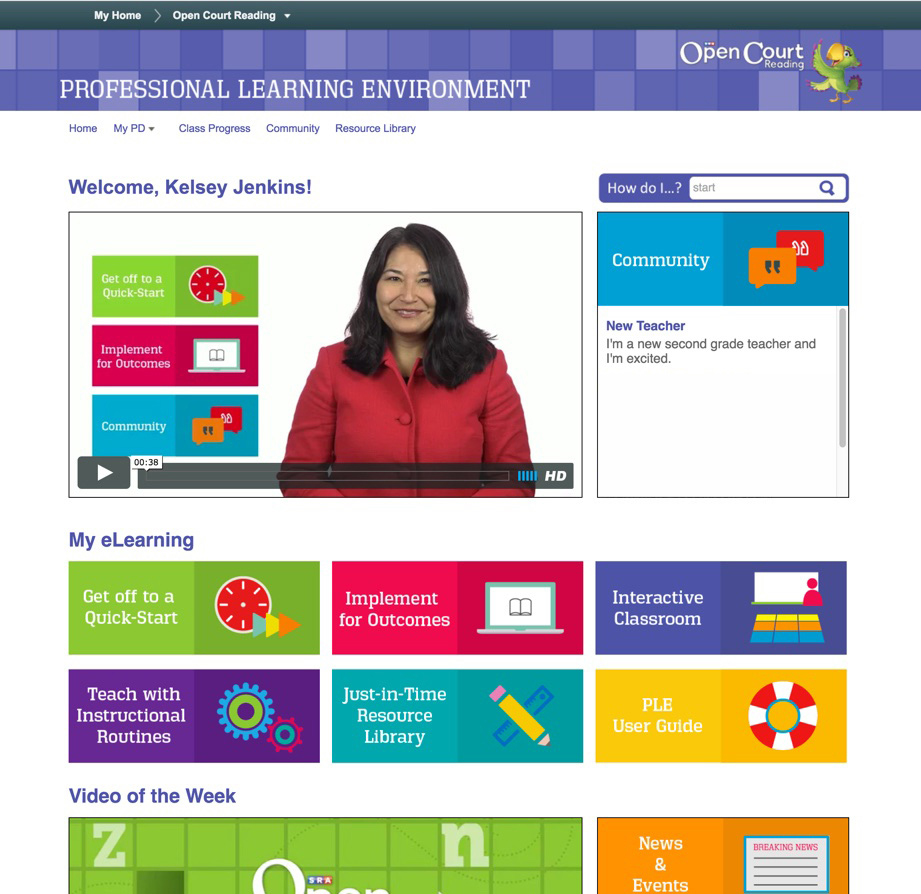 My Home
Open Court Reading
Open Court
Reading
PROFESSIONAL LEARNING ENVIRONMENT
Home
My PD
Class Progress
Community
Resource Library
Welcome, Kelsey Jenkins!
How do I...?
start
Get off to a
Quick-Start
Implement
for Outcomes
Community
00:38
HD
Community
New Teacher
I'm a new second grade teacher and
I'm excited.
My eLearning
Get off to a
Quick-Start
Implement
for Outcomes
Interactive
Classroom
Teach with
Instructional
Routines
Just-in-Time
Resource
Library
PLE
User Guide
Video of the Week
z
n
SRA
Open
News
&
Events
BREAKING NEWS